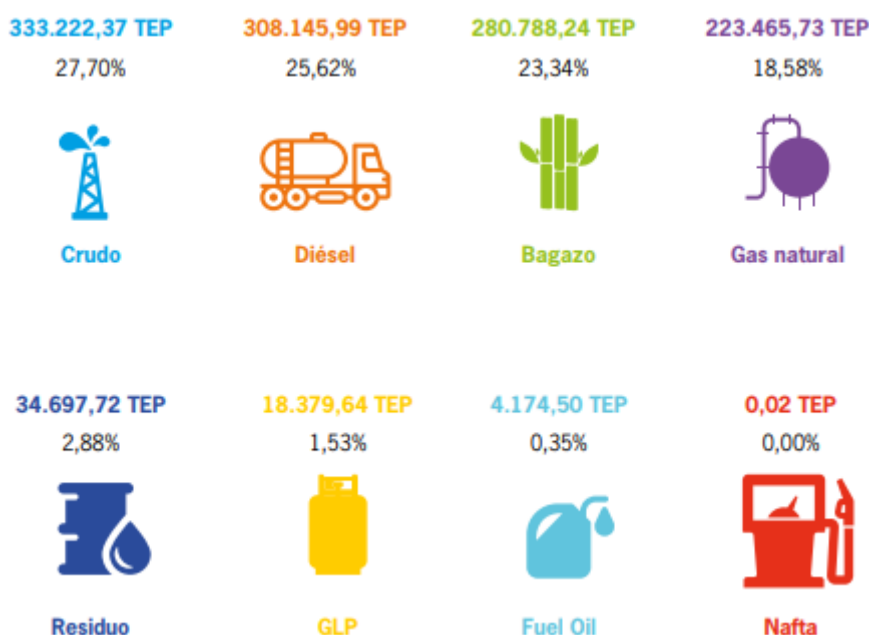 333.222,37 TEP 308.145,99 TEP 280.788,24 TEP 223.465,73 TEP
27,70% 25,62% 23,34% 18,58%
Crudo Diésel Bagazo Gas natural
34.697,72 TEP 18.379,64 TEP 4.174,50 TEP 0,02 TEP
2,88% 1,53% 0,35% 0,00%
Residuo GLP Fuel Oil Nafta